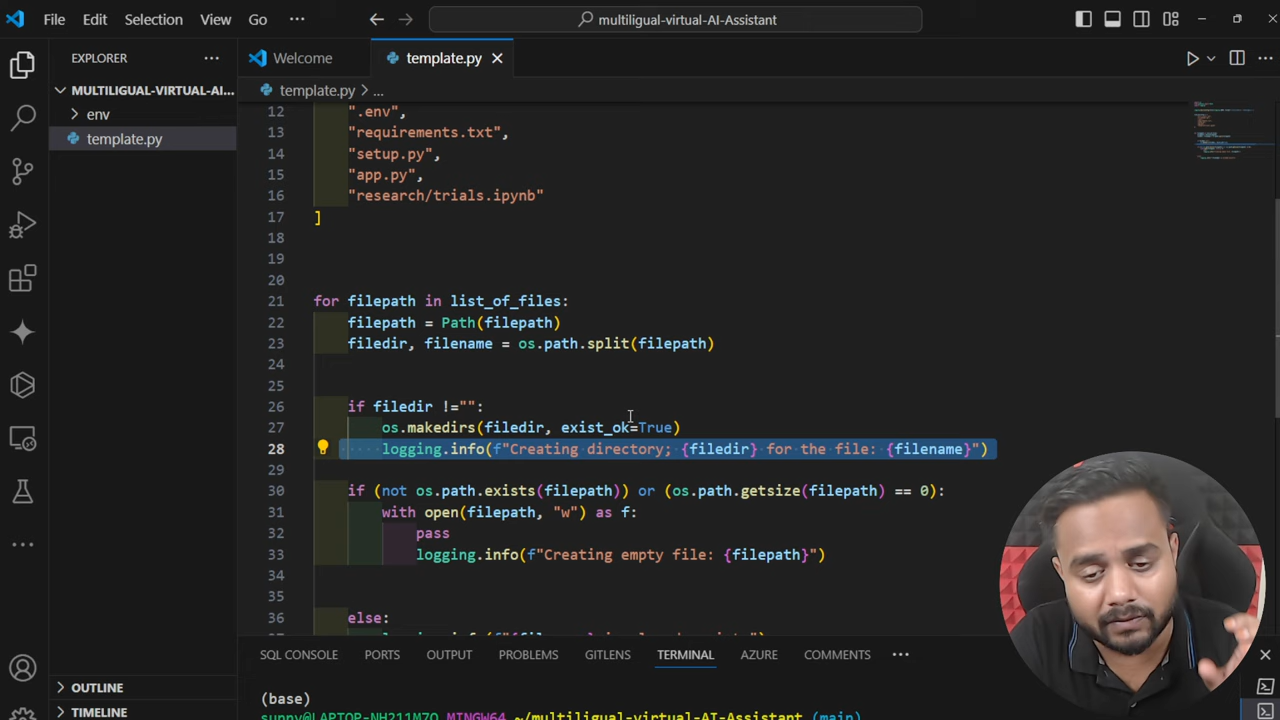 File Edit Selection View Go ··· multiligual-virtual-AI-Assistant
EXPLORER ···
Welcome template.py
MULTILIGUAL-VIRTUAL-AI-...
template.py > ...
env
template.py
12 ".env",
13 "requirements.txt",
14 "setup.py",
15 "app.py",
16 "research/trials.ipynb"
17 ]
18
19
20
21 for filepath in list_of_files:
22 filepath = Path(filepath)
23 filedir, filename = os.path.split(filepath)
24
25
26 if filedir !="":
27 os.makedirs(filedir, exist_ok=True)
28 logging.info(f"Creating directory; {filedir} for the file: {filename}")
29
30 if (not os.path.exists(filepath)) or (os.path.getsize(filepath) == 0):
31 with open(filepath, "w") as f:
32 pass
33 logging.info(f"Creating empty file: {filepath}")
34
35
36 else:
SQL CONSOLE PORTS OUTPUT PROBLEMS GITLENS TERMINAL AZURE COMMENTS ···
OUTLINE
TIMELINE
(base)
sunny@LAPTOP-NH211M7O MINGW64 ~/multiligual-virtual-AI-Assistant (main)